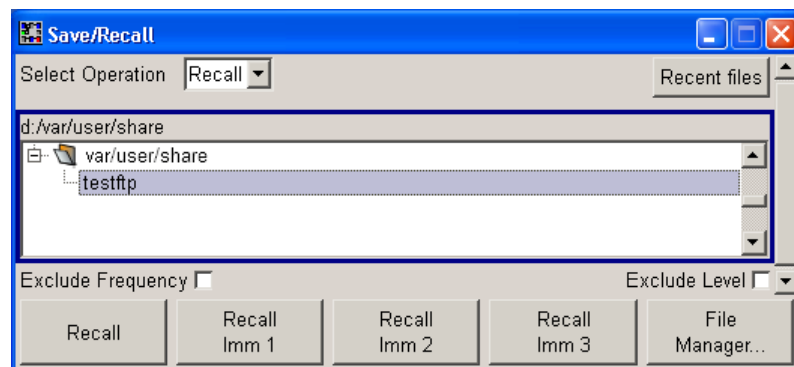 Save/Recall
Select Operation Recall Recent files
d:/var/user/share
var/user/share
testftp
Exclude Frequency Exclude Level
Recall Recall Imm 1 Recall Imm 2 Recall Imm 3 File Manager...